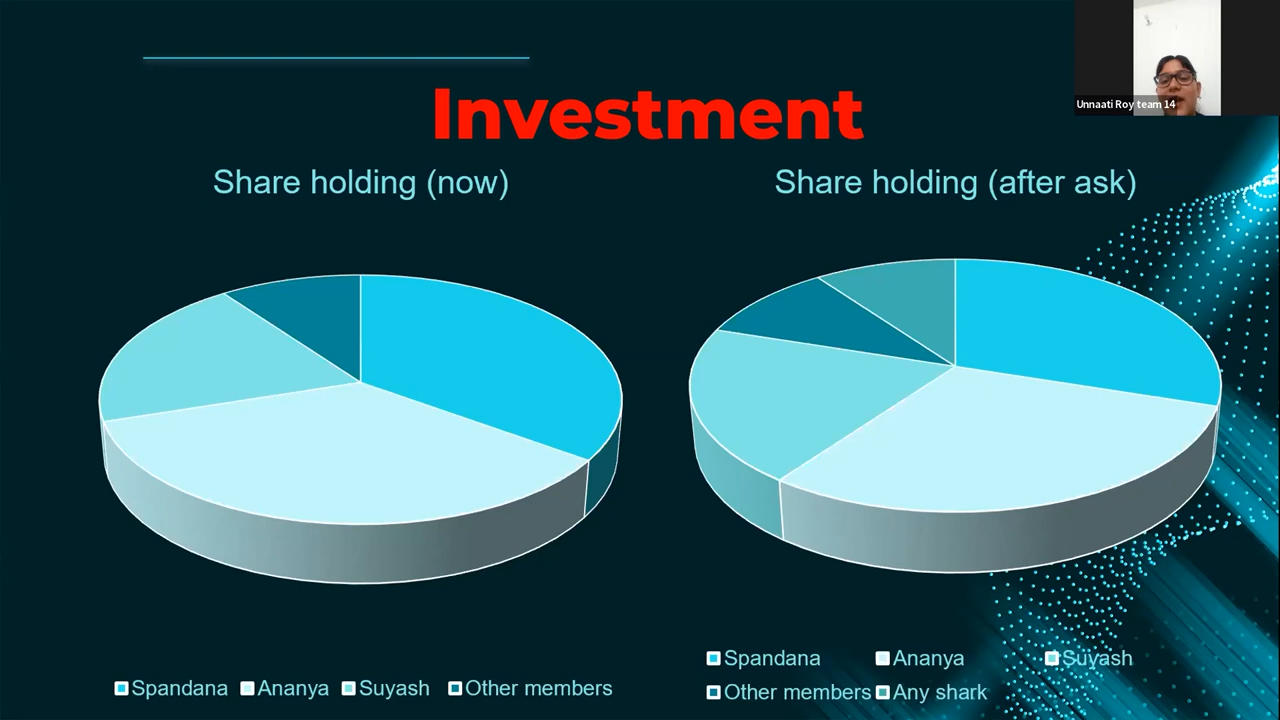 Unnaati Roy team 14
Investment
Share holding (now)
Share holding (after ask)
Spandana Ananya Suyash Other members
Spandana Ananya Suyash
Other members Any shark